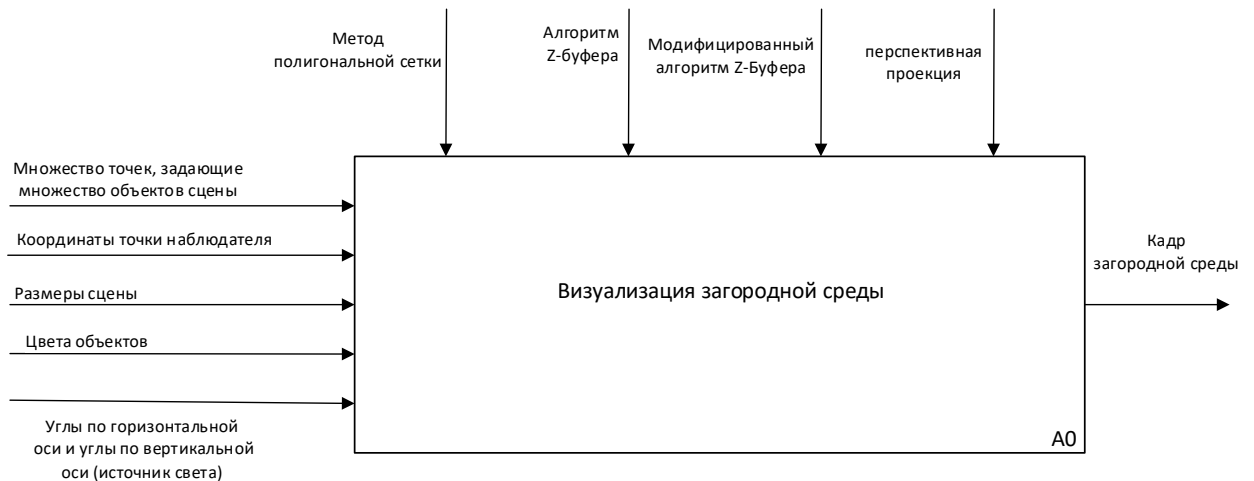 Метод
полигональной сетки
Алгоритм
Z-буфера
Модифицированный
алгоритм Z-Буфера
перспективная
проекция
Множество точек, задающие
множество объектов сцены
Координаты точки наблюдателя
Размеры сцены
Цвета объектов
Углы по горизонтальной
оси и углы по вертикальной
оси (источник света)
Визуализация загородной среды
A0
Кадр
загородной среды